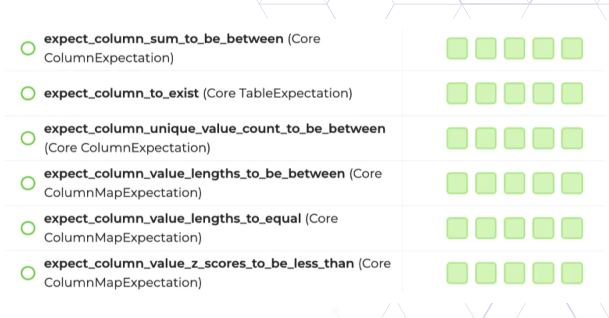 expect_column_sum_to_be_between (Core
ColumnExpectation)
expect_column_to_exist (Core TableExpectation)
expect_column_unique_value_count_to_be_between
(Core ColumnExpectation)
expect_column_value_lengths_to_be_between (Core
ColumnMapExpectation)
expect_column_value_lengths_to_equal (Core
ColumnMapExpectation)
expect_column_value_z_scores_to_be_less_than (Core
ColumnMapExpectation)